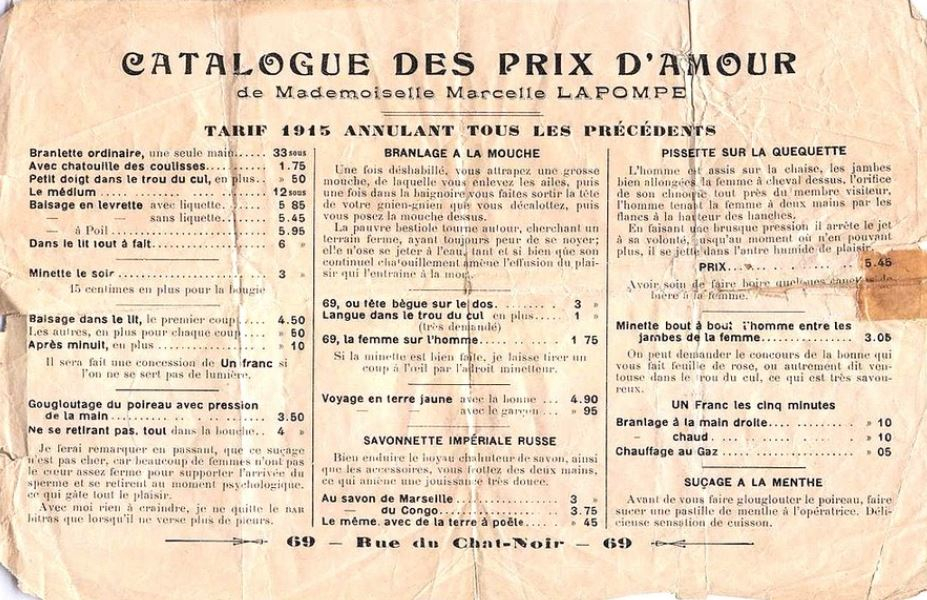 CATALOGUE DES PRIX D'AMOUR
de Mademoiselle Marcelle LAPOMPE
TARIF 1915 ANNULANT TOUS LES PRÉCÉDENTS
Branlette ordinaire, une seule main..... 33 sous
Avec chatouille des coulisses......... 1.75
Petit doigt dans le trou du cul, en plus.. » 50
Le médium ...................... 12 sous
Baisage en levrette avec liquette..... 5 85
— — sans liquette...... 5.45
— à Poil ................ 5.95
Dans le lit tout à fait............... 6 »
Minette le soir .................... 3 »
15 centimes en plus pour la bougie
Baisage dans le lit, le premier coup.... 4.50
Les autres, en plus pour chaque coup.... » 60
Après minuit, en plus ............... » 10
Il sera fait une concession de Un franc si
l'on ne se sert pas de lumière.
Gougloutage du poireau avec pression
de la main.................... 3.50
Ne se retirant pas, tout dans la bouche.. 4 »
Je ferai remarquer en passant, que ce suçage
n'est pas cher, car beaucoup de femmes n'ont pas
le cœur assez ferme pour supporter l'arrivée du
sperme et se retirent au moment psychologique,
ce qui gâte tout le plaisir.
Avec moi rien à craindre, je ne quitte le
bitras que lorsqu'il ne verse plus de pleurs.
BRANLAGE A LA MOUCHE
Une fois déshabillé, vous attrapez une grosse
mouche, de laquelle vous enlevez les ailes, puis
une fois dans la baignoire vous faites sortir la tête
de votre gnien-gnien que vous décalottez, puis
vous posez la mouche dessus.
La pauvre bestiole tourne autour, cherchant un
terrain ferme, ayant toujours peur de se noyer;
elle n'ose se jeter à l'eau tant et si bien que son
continuel chatouillement amène l'effusion du plai-
sir qui l'entraine à la mort.
69, ou tête bègue sur le dos......... 3 »
Langue dans le trou du cul en plus..... 1 »
(très demandé)
69, la femme sur l'homme........... 1 75
Si la minette est bien faite, je laisse tirer un
coup à l'œil par l'adroit minetteur.
Voyage en terre jaune avec la bonne ... 4.90
— — avec le garçon... » 95
SAVONNETTE IMPÉRIALE RUSSE
Bien enduire le boyau chahuteur de savon, ainsi
que les accessoires, vous frottez des deux mains,
ce qui amène une jouissance très douce.
Au savon de Marseille .............. 3 »
— du Congo................ 3.75
Le même, avec de la terre à poêle..... » 45
PISSETTE SUR LA QUEQUETTE
L'homme est assis sur la chaise, les jambes
bien allongées, la femme à cheval dessus, l'orifice
de son chnoire tout près du membre visiteur,
l'homme tenant la femme à deux mains par les
flancs à la hauteur des hanches.
En faisant une brusque pression il arrête le jet
à sa volonté, jusqu'au moment où n'en pouvant
plus, il se jette dans l'antre humide de plaisir.
PRIX.................. 5.45
Avoir soin de faire boire quelques
bière à la femme.
Minette bout à bout l'homme entre les
jambes de la femme............ 3.05
On peut demander le concours de la bonne qui
vous fait feuille de rose, ou autrement dit ven-
touse dans le trou du cul, ce qui est très savou-
reux.
UN Franc les cinq minutes
Branlage à la main droite............ » 10
— chaud .................. » 10
Chauffage au Gaz ................. » 05
SUÇAGE A LA MENTHE
Avant de vous faire glouglouter le poireau, faire
sucer une pastille de menthe à l'opératrice. Déli-
cieuse sensation de cuisson.
69 — Rue du Chat-Noir — 69